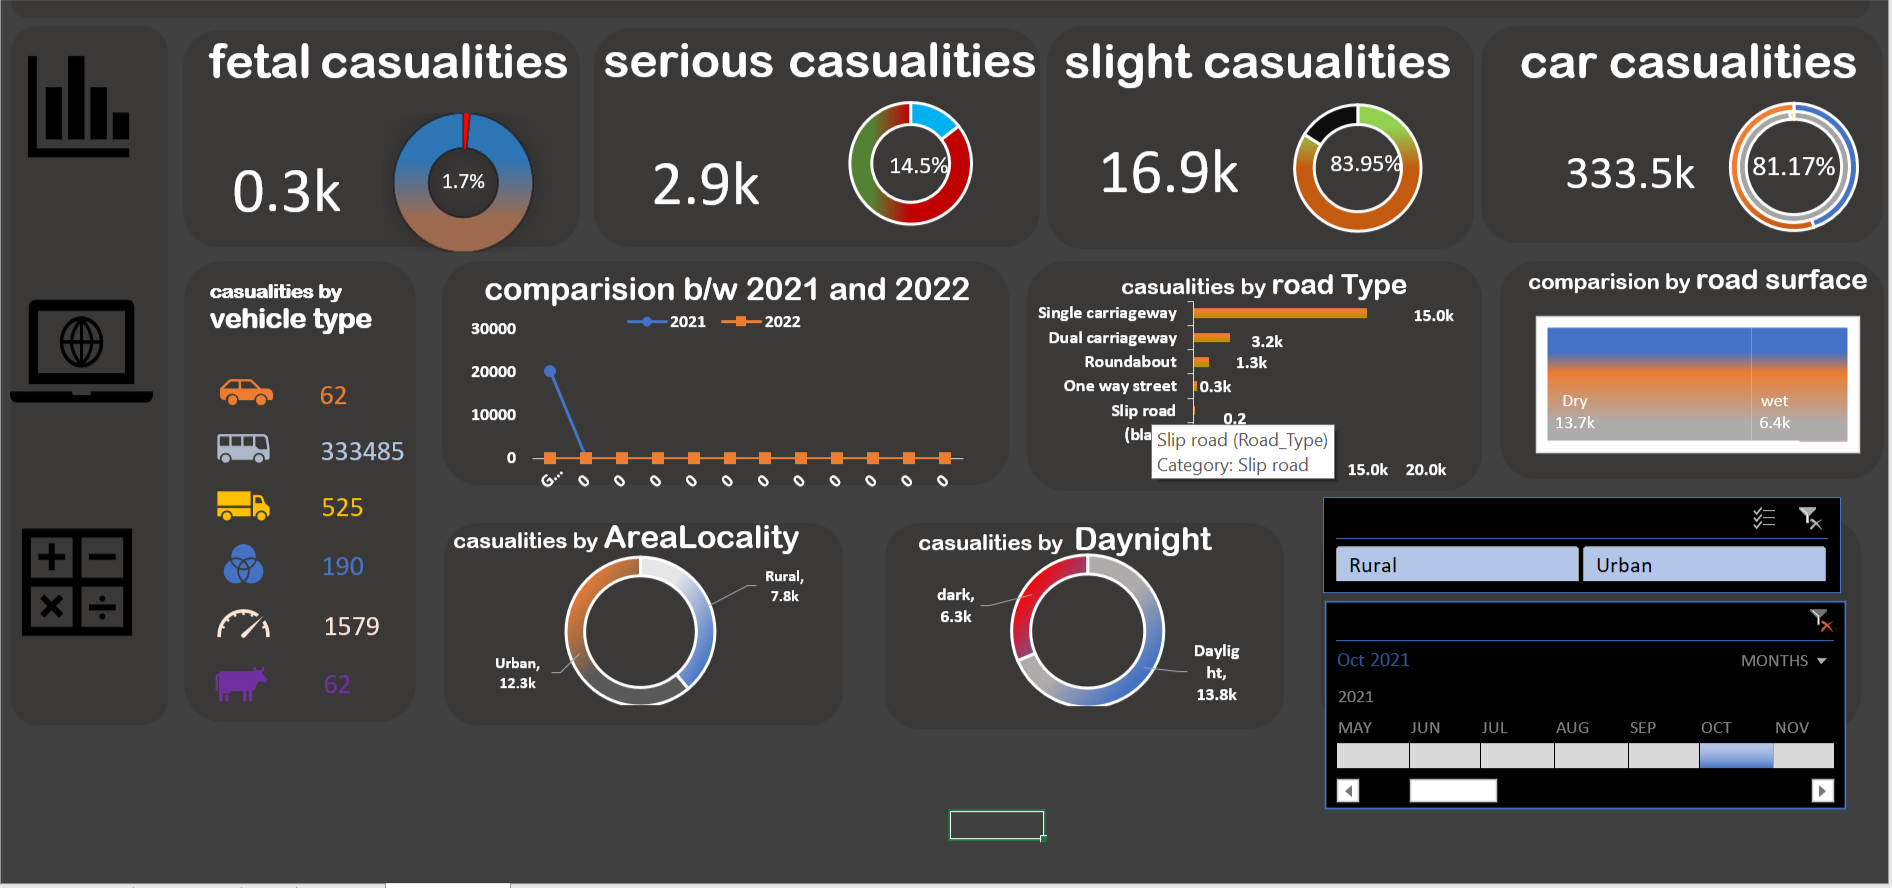 fetal casualities
0.3k
1.7%
serious casualities
2.9k
14.5%
slight casualities
16.9k
83.95%
car casualities
333.5k
81.17%
casualities by
vehicle type
62
333485
525
190
1579
62
comparision b/w 2021 and 2022
2021 2022
30000
20000
10000
0
G... 0 0 0 0 0 0 0 0 0 0 0
casualities by road Type
Single carriageway 15.0k
Dual carriageway 3.2k
Roundabout 1.3k
One way street 0.3k
Slip road 0.2
(bla
Slip road (Road_Type)
Category: Slip road
15.0k 20.0k
comparision by road surface
Dry
13.7k
wet
6.4k
casualities by AreaLocality
Rural,
7.8k
Urban,
12.3k
casualities by Daynight
dark,
6.3k
Daylig
ht,
13.8k
Rural Urban
Oct 2021 MONTHS
2021
MAY JUN JUL AUG SEP OCT NOV